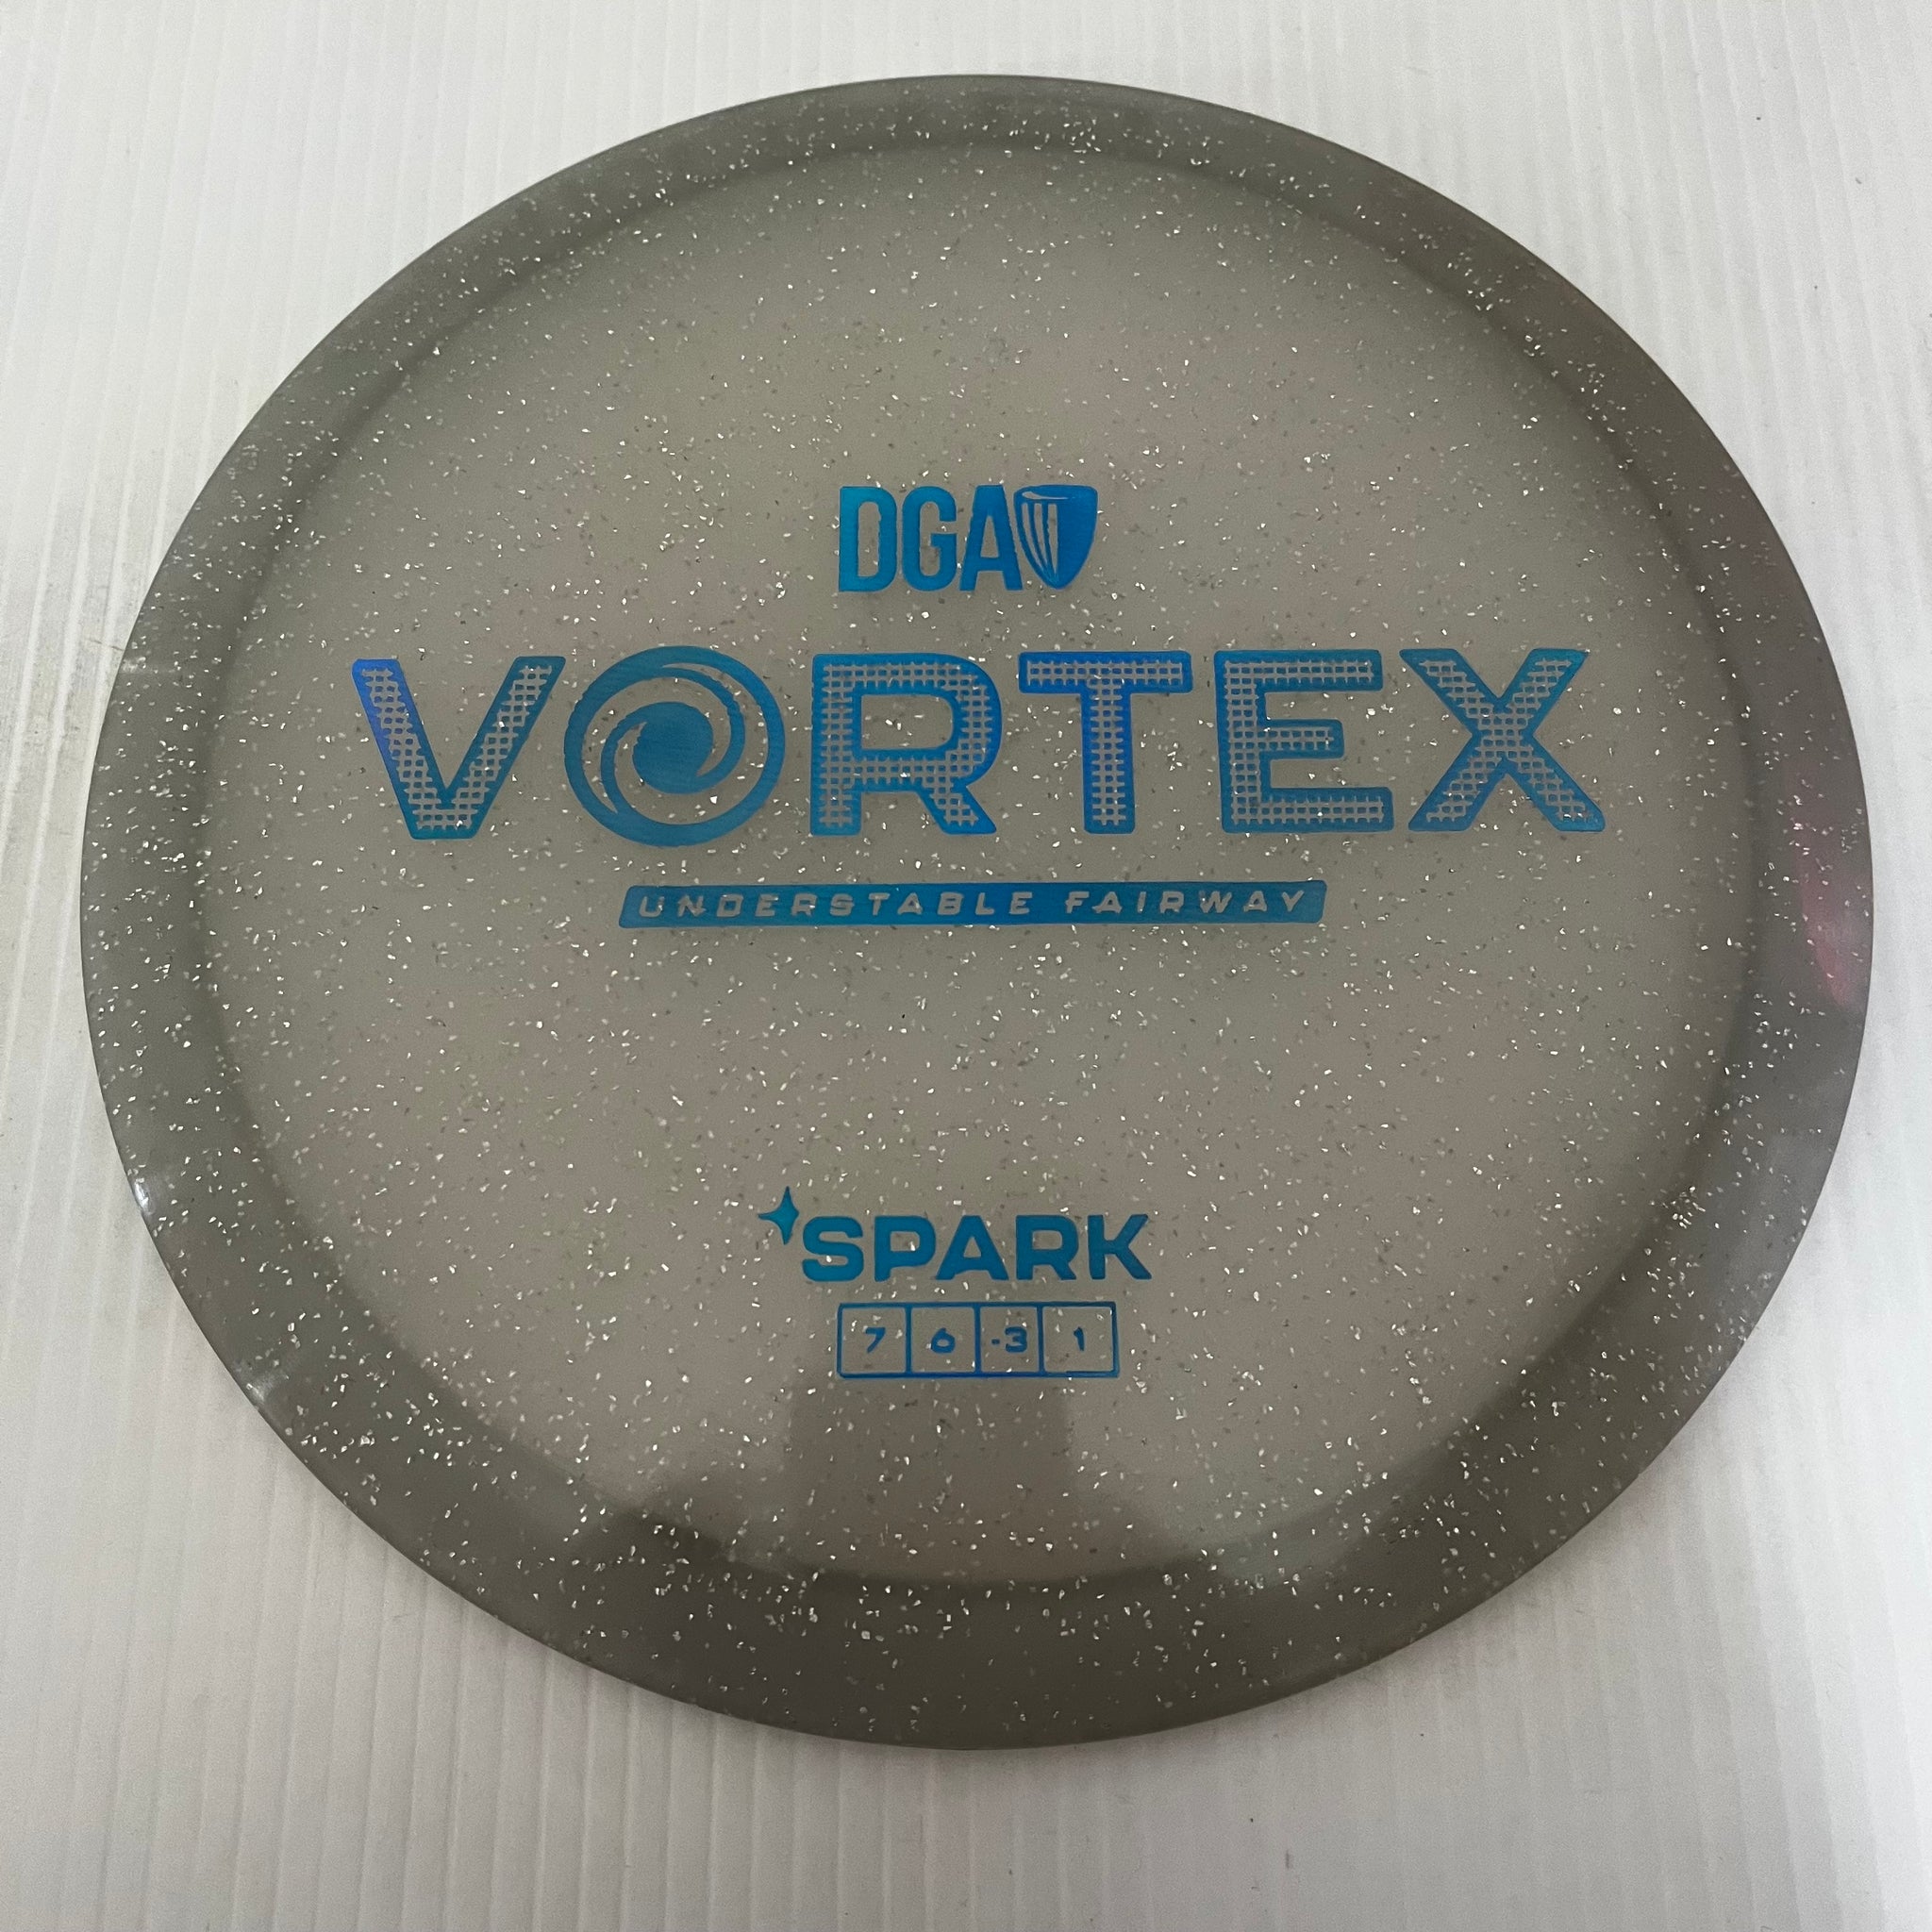 DGA
VORTEX
UNDERSTABLE FAIRWAY
SPARK
7 6 -3 1